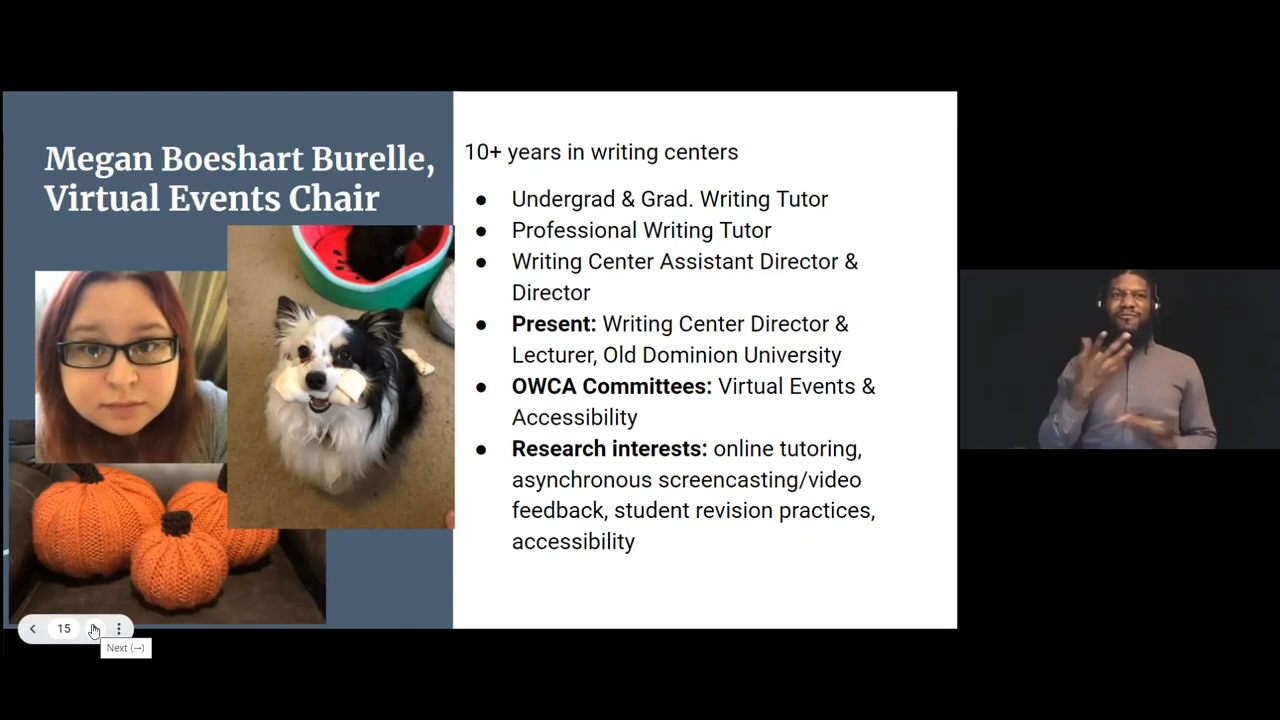 Megan Boeshart Burelle,
Virtual Events Chair
10+ years in writing centers
● Undergrad & Grad. Writing Tutor
● Professional Writing Tutor
● Writing Center Assistant Director &
Director
● Present: Writing Center Director &
Lecturer, Old Dominion University
● OWCA Committees: Virtual Events &
Accessibility
● Research interests: online tutoring,
asynchronous screencasting/video
feedback, student revision practices,
accessibility
15
Next (→)